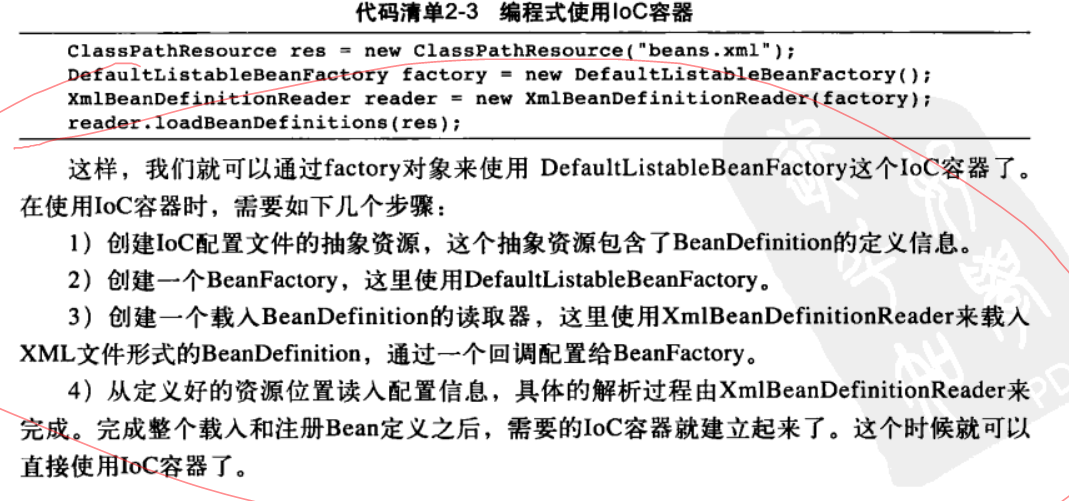 代码清单2-3 编程式使用IoC容器
ClassPathResource res = new ClassPathResource("beans.xml");
DefaultListableBeanFactory factory = new DefaultListableBeanFactory();
XmlBeanDefinitionReader reader = new XmlBeanDefinitionReader(factory);
reader.loadBeanDefinitions(res);
这样，我们就可以通过factory对象来使用 DefaultListableBeanFactory这个IoC容器了。
在使用IoC容器时，需要如下几个步骤：
1）创建IoC配置文件的抽象资源，这个抽象资源包含了BeanDefinition的定义信息。
2）创建一个BeanFactory，这里使用DefaultListableBeanFactory。
3）创建一个载入BeanDefinition的读取器，这里使用XmlBeanDefinitionReader来载入
XML文件形式的BeanDefinition，通过一个回调配置给BeanFactory。
4）从定义好的资源位置读入配置信息，具体的解析过程由XmlBeanDefinitionReader来
完成。完成整个载入和注册Bean定义之后，需要的IoC容器就建立起来了。这个时候就可以
直接使用IoC容器了。
PD